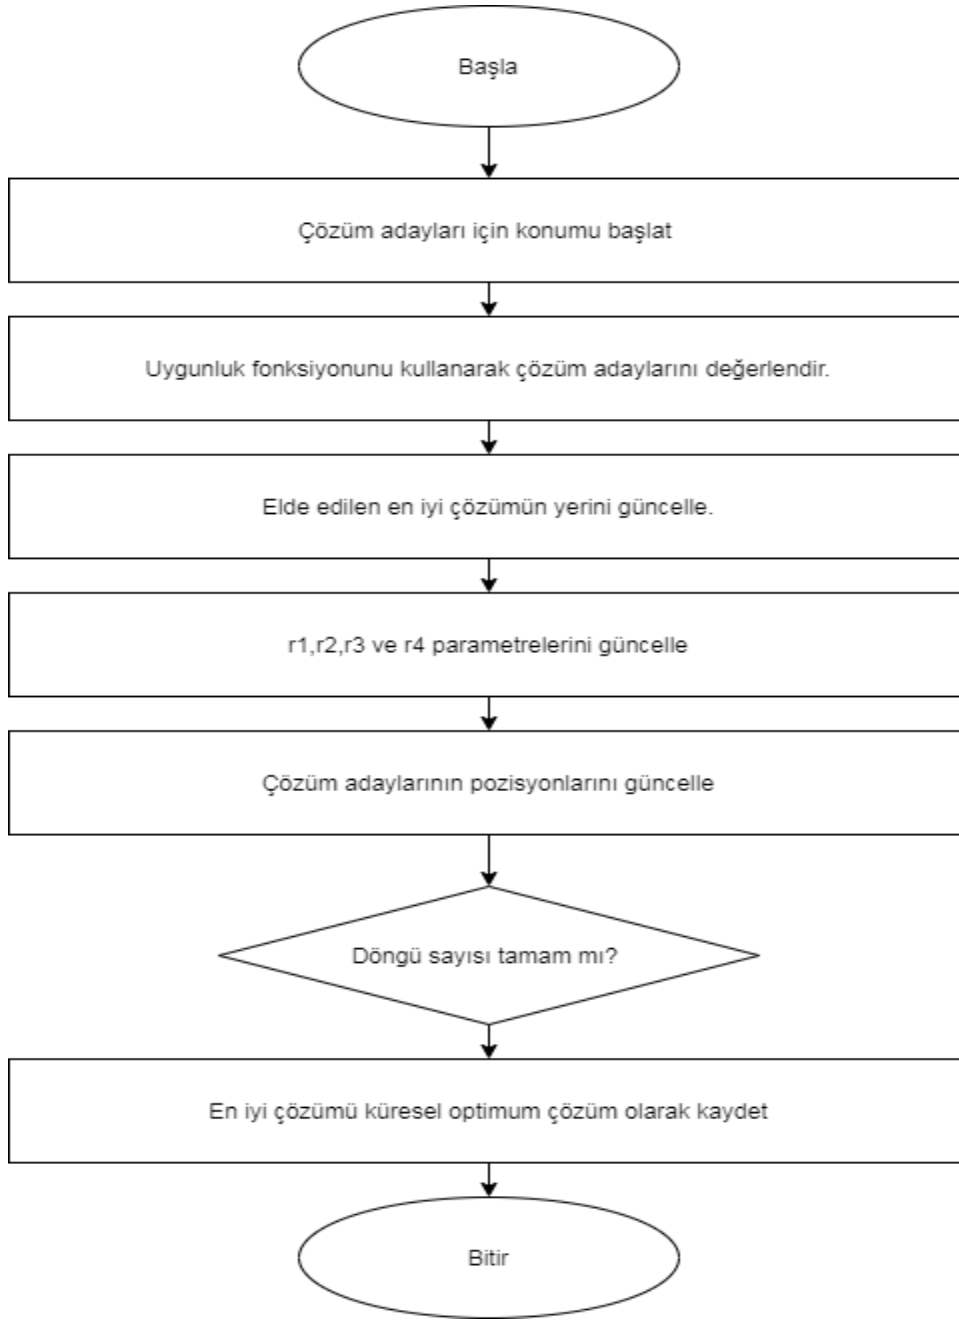 Başla
Çözüm adayları için konumu başlat
Uygunluk fonksiyonunu kullanarak çözüm adaylarını değerlendir.
Elde edilen en iyi çözümün yerini güncelle.
r1,r2,r3 ve r4 parametrelerini güncelle
Çözüm adaylarının pozisyonlarını güncelle
Döngü sayısı tamam mı?
En iyi çözümü küresel optimum çözüm olarak kaydet
Bitir